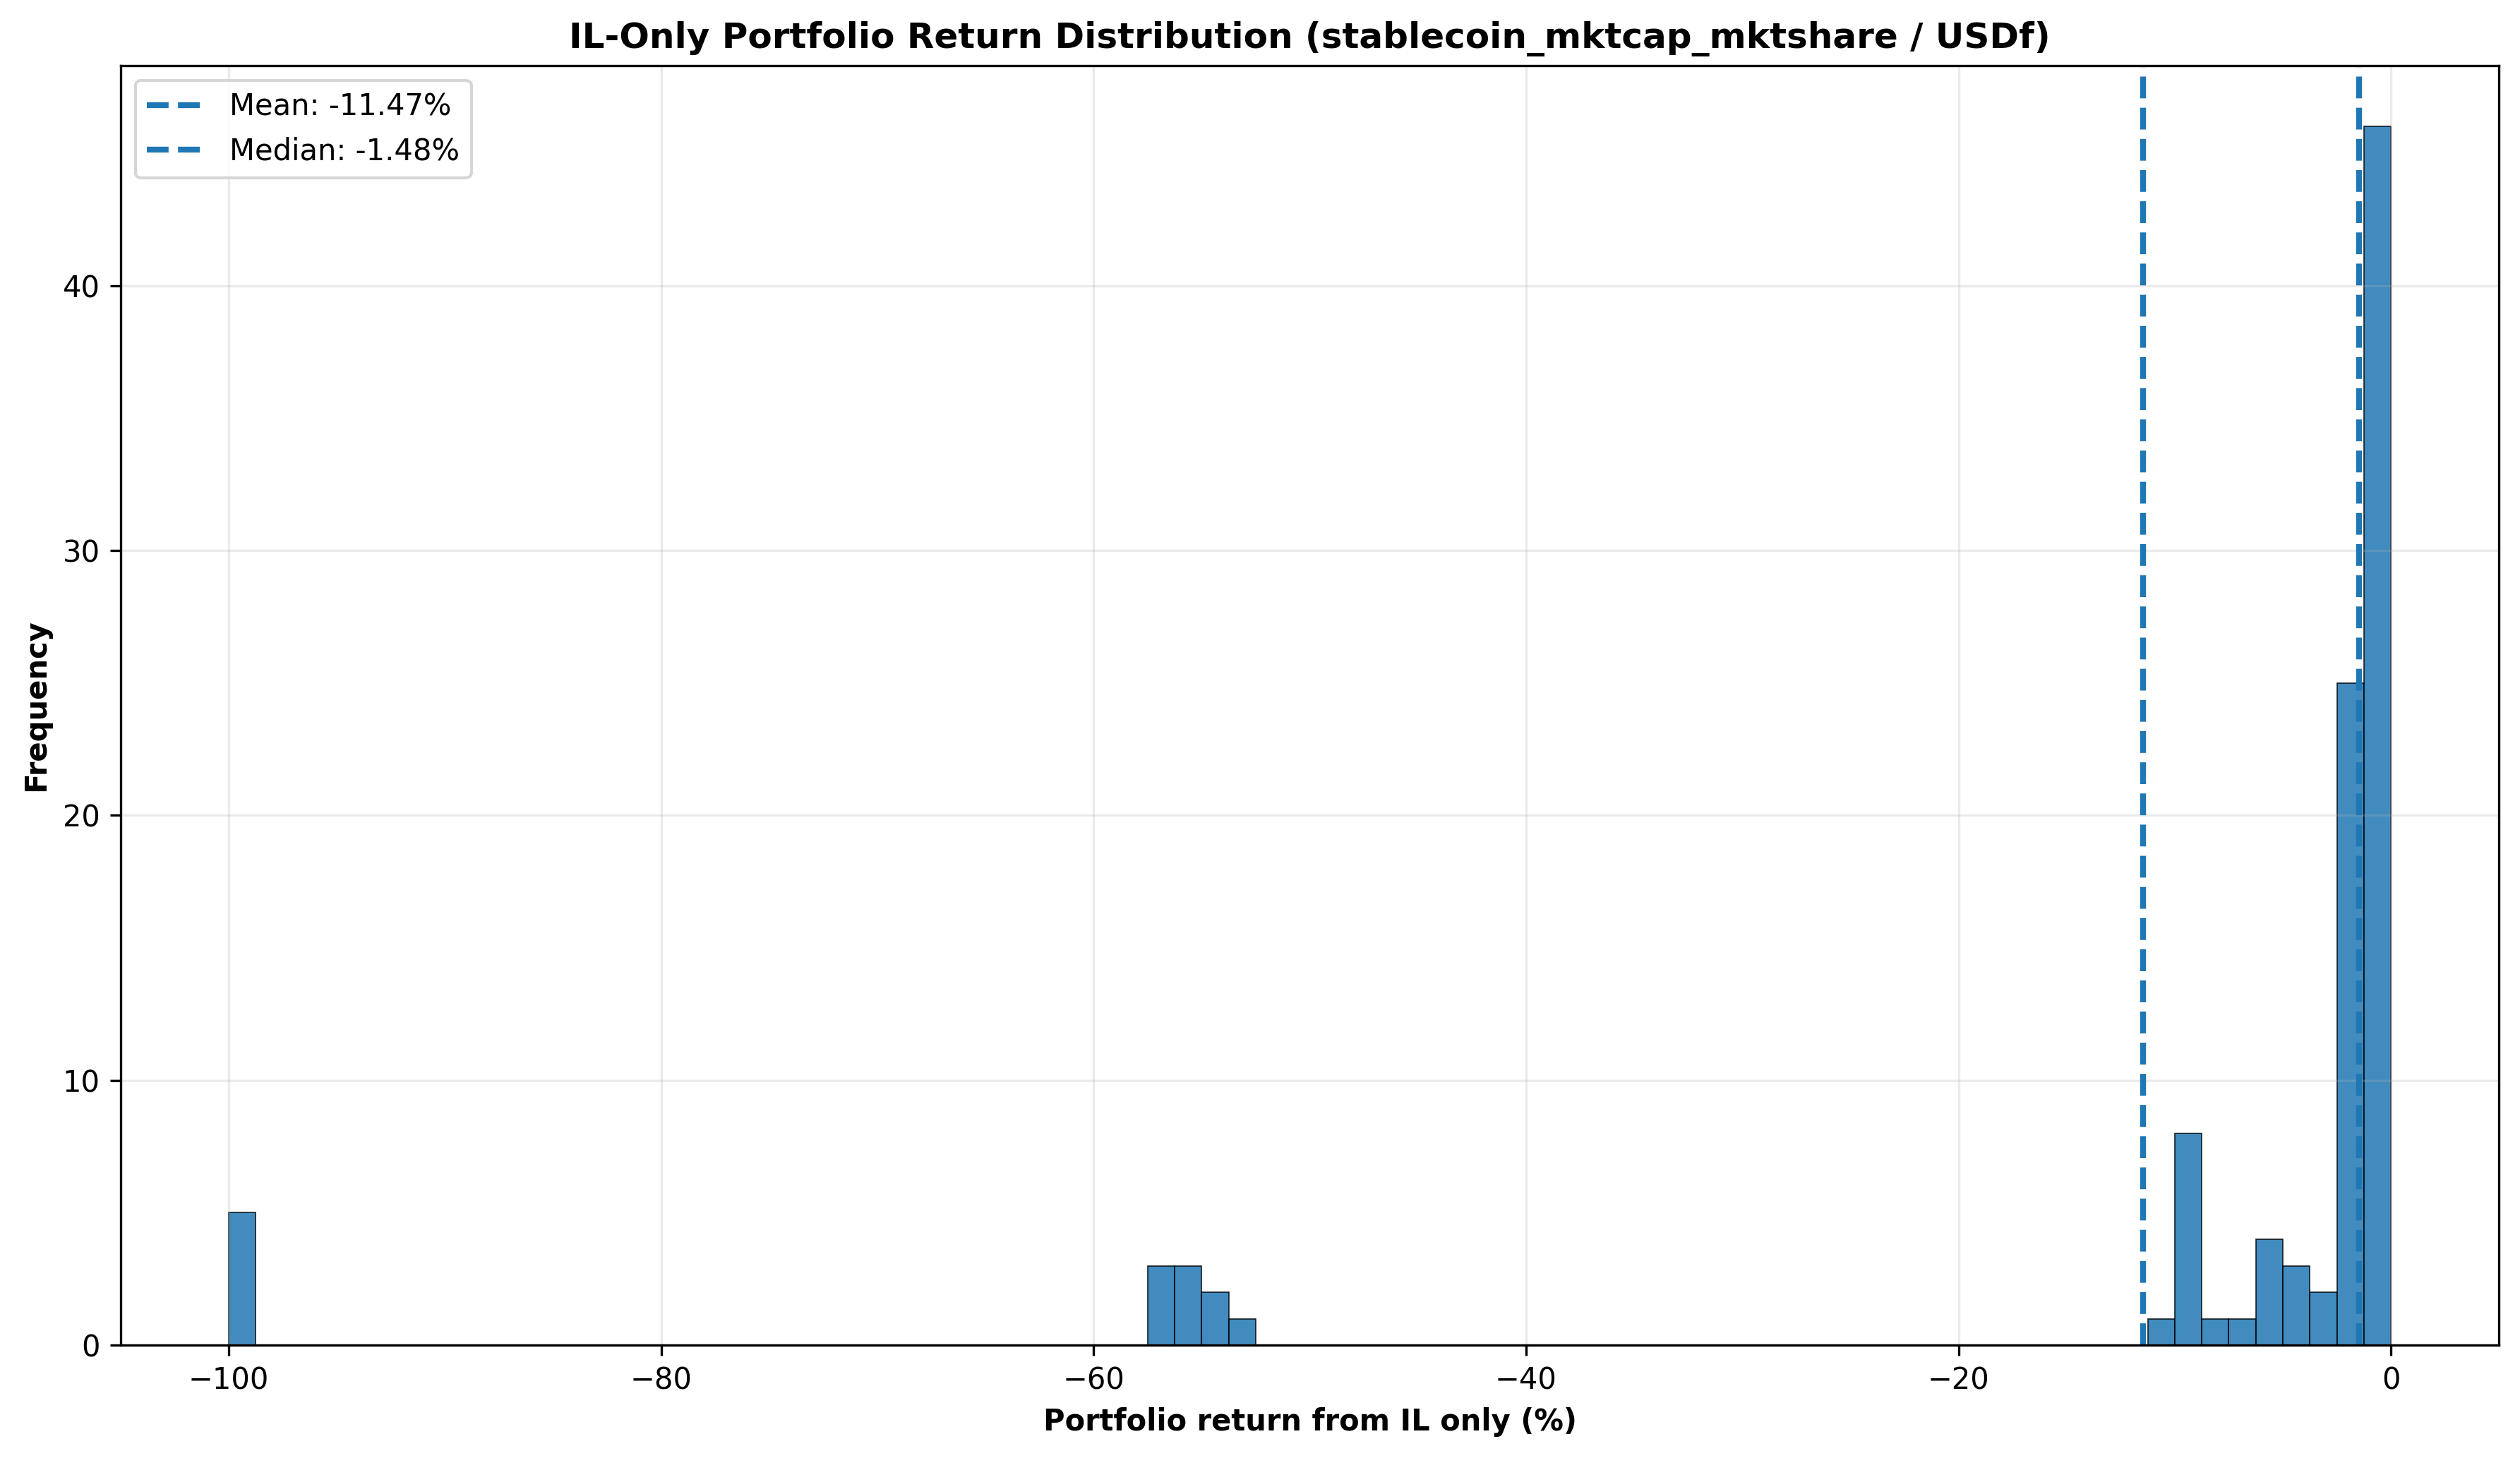 IL-Only Portfolio Return Distribution (stablecoin_mktcap_mktshare / USDf)
Mean: -11.47%
Median: -1.48%
40
30
20
10
0
Frequency
−100
−80
−60
−40
−20
0
Portfolio return from IL only (%)